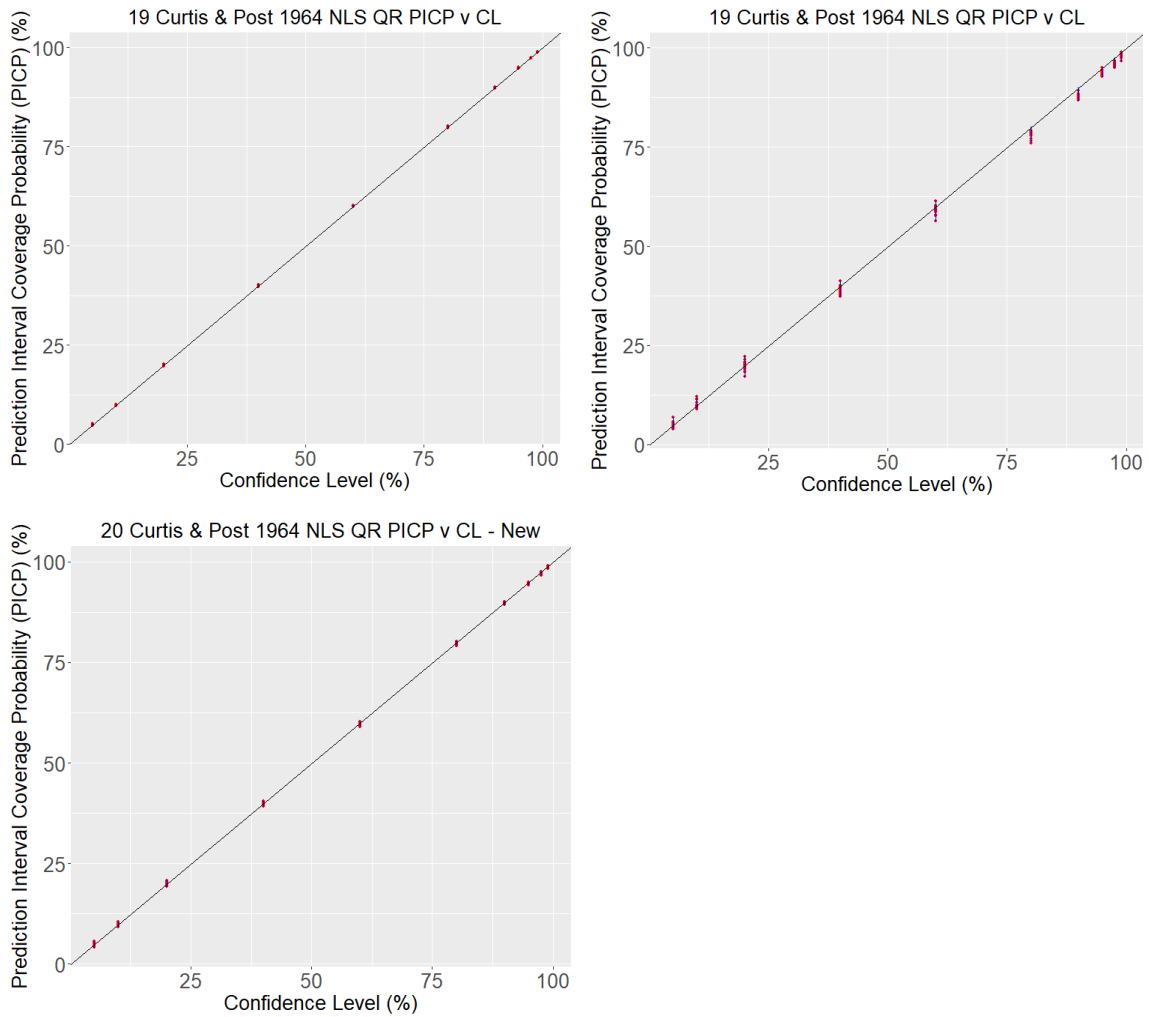 19 Curtis & Post 1964 NLS QR PICP v CL
Prediction Interval Coverage Probability (PICP) (%)
100
75
50
25
0
25 50 75 100
Confidence Level (%)
19 Curtis & Post 1964 NLS QR PICP v CL
Prediction Interval Coverage Probability (PICP) (%)
100
75
50
25
0
25 50 75 100
Confidence Level (%)
20 Curtis & Post 1964 NLS QR PICP v CL - New
Prediction Interval Coverage Probability (PICP) (%)
100
75
50
25
0
25 50 75 100
Confidence Level (%)